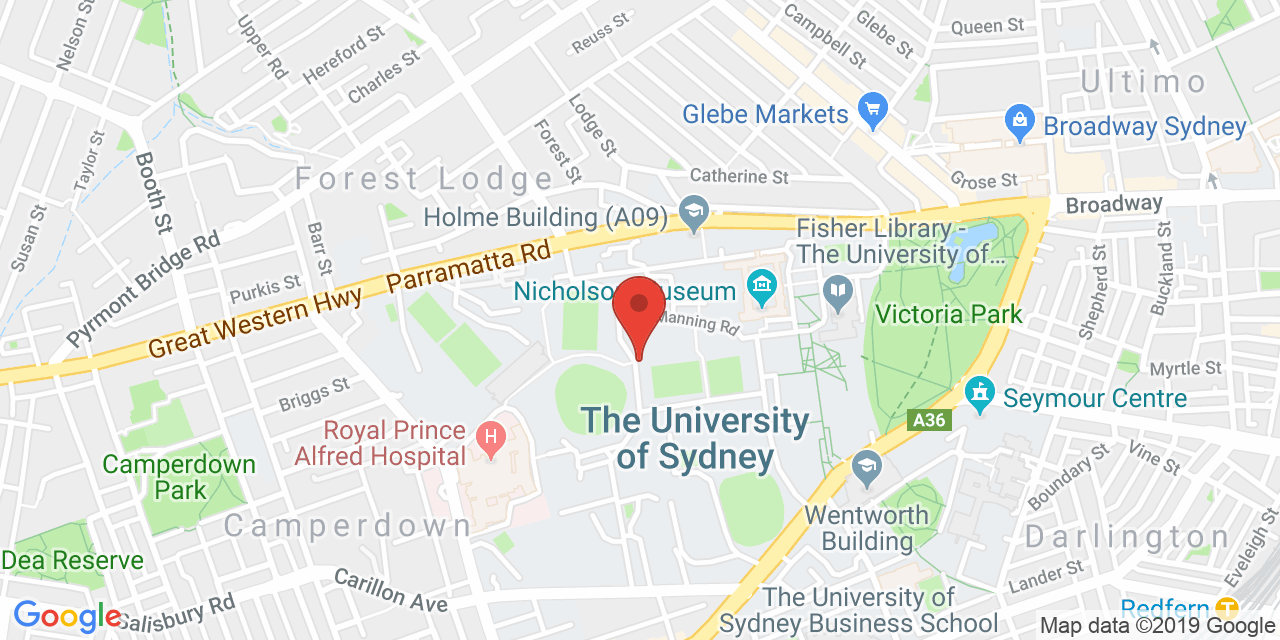 Nelson St
Upper Rd
Hereford St
Charles St
Reuss St
Campbell St
Glebe St
Queen St
Ultimo
Glebe Markets
Broadway Sydney
Taylor St
Booth St
Lodge St
Forest St
Forest Lodge
Catherine St
Grose St
Broadway
Holme Building (A09)
Susan St
Pyrmont Bridge Rd
Barr St
Purkis St
Great Western Hwy
Parramatta Rd
Fisher Library -
The University of...
Shepherd St
Buckland St
Manning Rd
Victoria Park
Myrtle St
Briggs St
Seymour Centre
A36
The University
of Sydney
Royal Prince
Alfred Hospital
H
Camperdown
Park
Camperdown
Vine St
Boundary St
Wentworth
Building
Darlington
Dea Reserve
Carillon Ave
Salisbury Rd
Lander St
Eveleigh St
The University of
Sydney Business School
Redfern
T
Google
Map data ©2019 Google